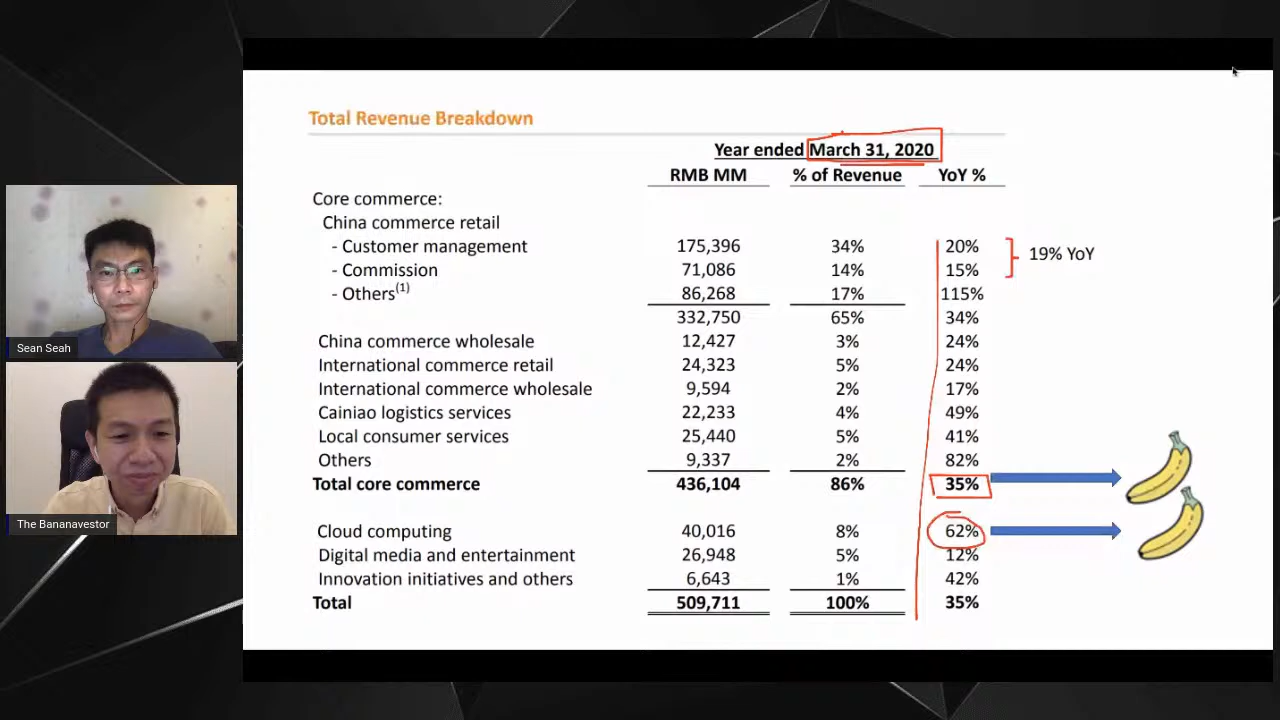 Total Revenue Breakdown
Year ended March 31, 2020
RMB MM % of Revenue YoY %
Core commerce:
China commerce retail
- Customer management 175,396 34% 20%
19% YoY
- Commission 71,086 14% 15%
- Others(1) 86,268 17% 115%
332,750 65% 34%
China commerce wholesale 12,427 3% 24%
International commerce retail 24,323 5% 24%
International commerce wholesale 9,594 2% 17%
Cainiao logistics services 22,233 4% 49%
Local consumer services 25,440 5% 41%
Others 9,337 2% 82%
Total core commerce 436,104 86% 35%
Cloud computing 40,016 8% 62%
Digital media and entertainment 26,948 5% 12%
Innovation initiatives and others 6,643 1% 42%
Total 509,711 100% 35%
Sean Seah
The Bananavestor